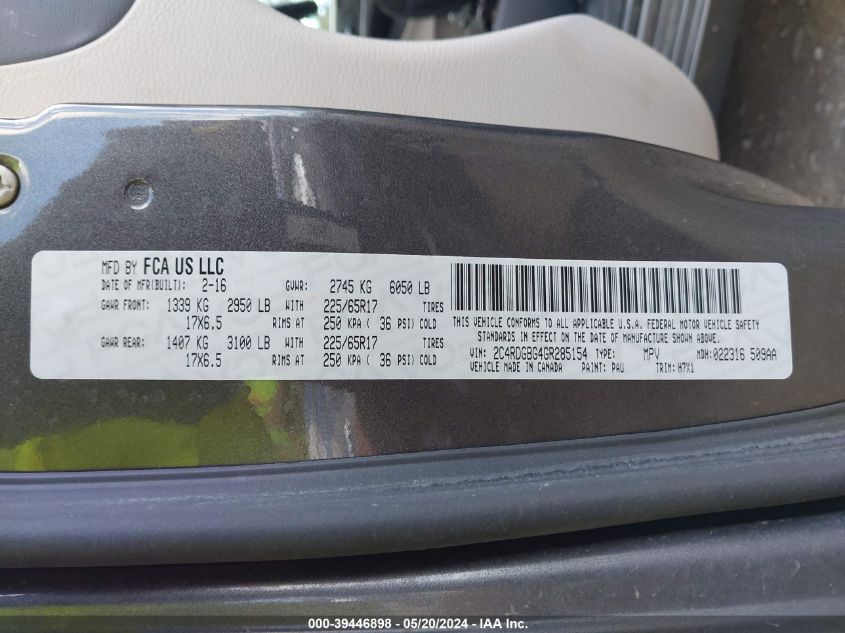 MFD BY FCA US LLC
DATE OF MFR(BUILT): 2-16 GVWR: 2745 KG 6050 LB
GAWR FRONT: 1339 KG 2950 LB WITH 225/65R17 TIRES
17X6.5 RIMS AT 250 KPA ( 36 PSI) COLD
GAWR REAR: 1407 KG 3100 LB WITH 225/65R17 TIRES
17X6.5 RIMS AT 250 KPA ( 36 PSI) COLD
THIS VEHICLE CONFORMS TO ALL APPLICABLE U.S.A. FEDERAL MOTOR VEHICLE SAFETY
STANDARDS IN EFFECT ON THE DATE OF MANUFACTURE SHOWN ABOVE.
VIN: 2C4RDGBG4GR285154 TYPE: MPV MDH: 022316 509AA
VEHICLE MADE IN CANADA PAINT: PAU TRIM: H7X1
000-39446898 - 05/20/2024 - IAA Inc.